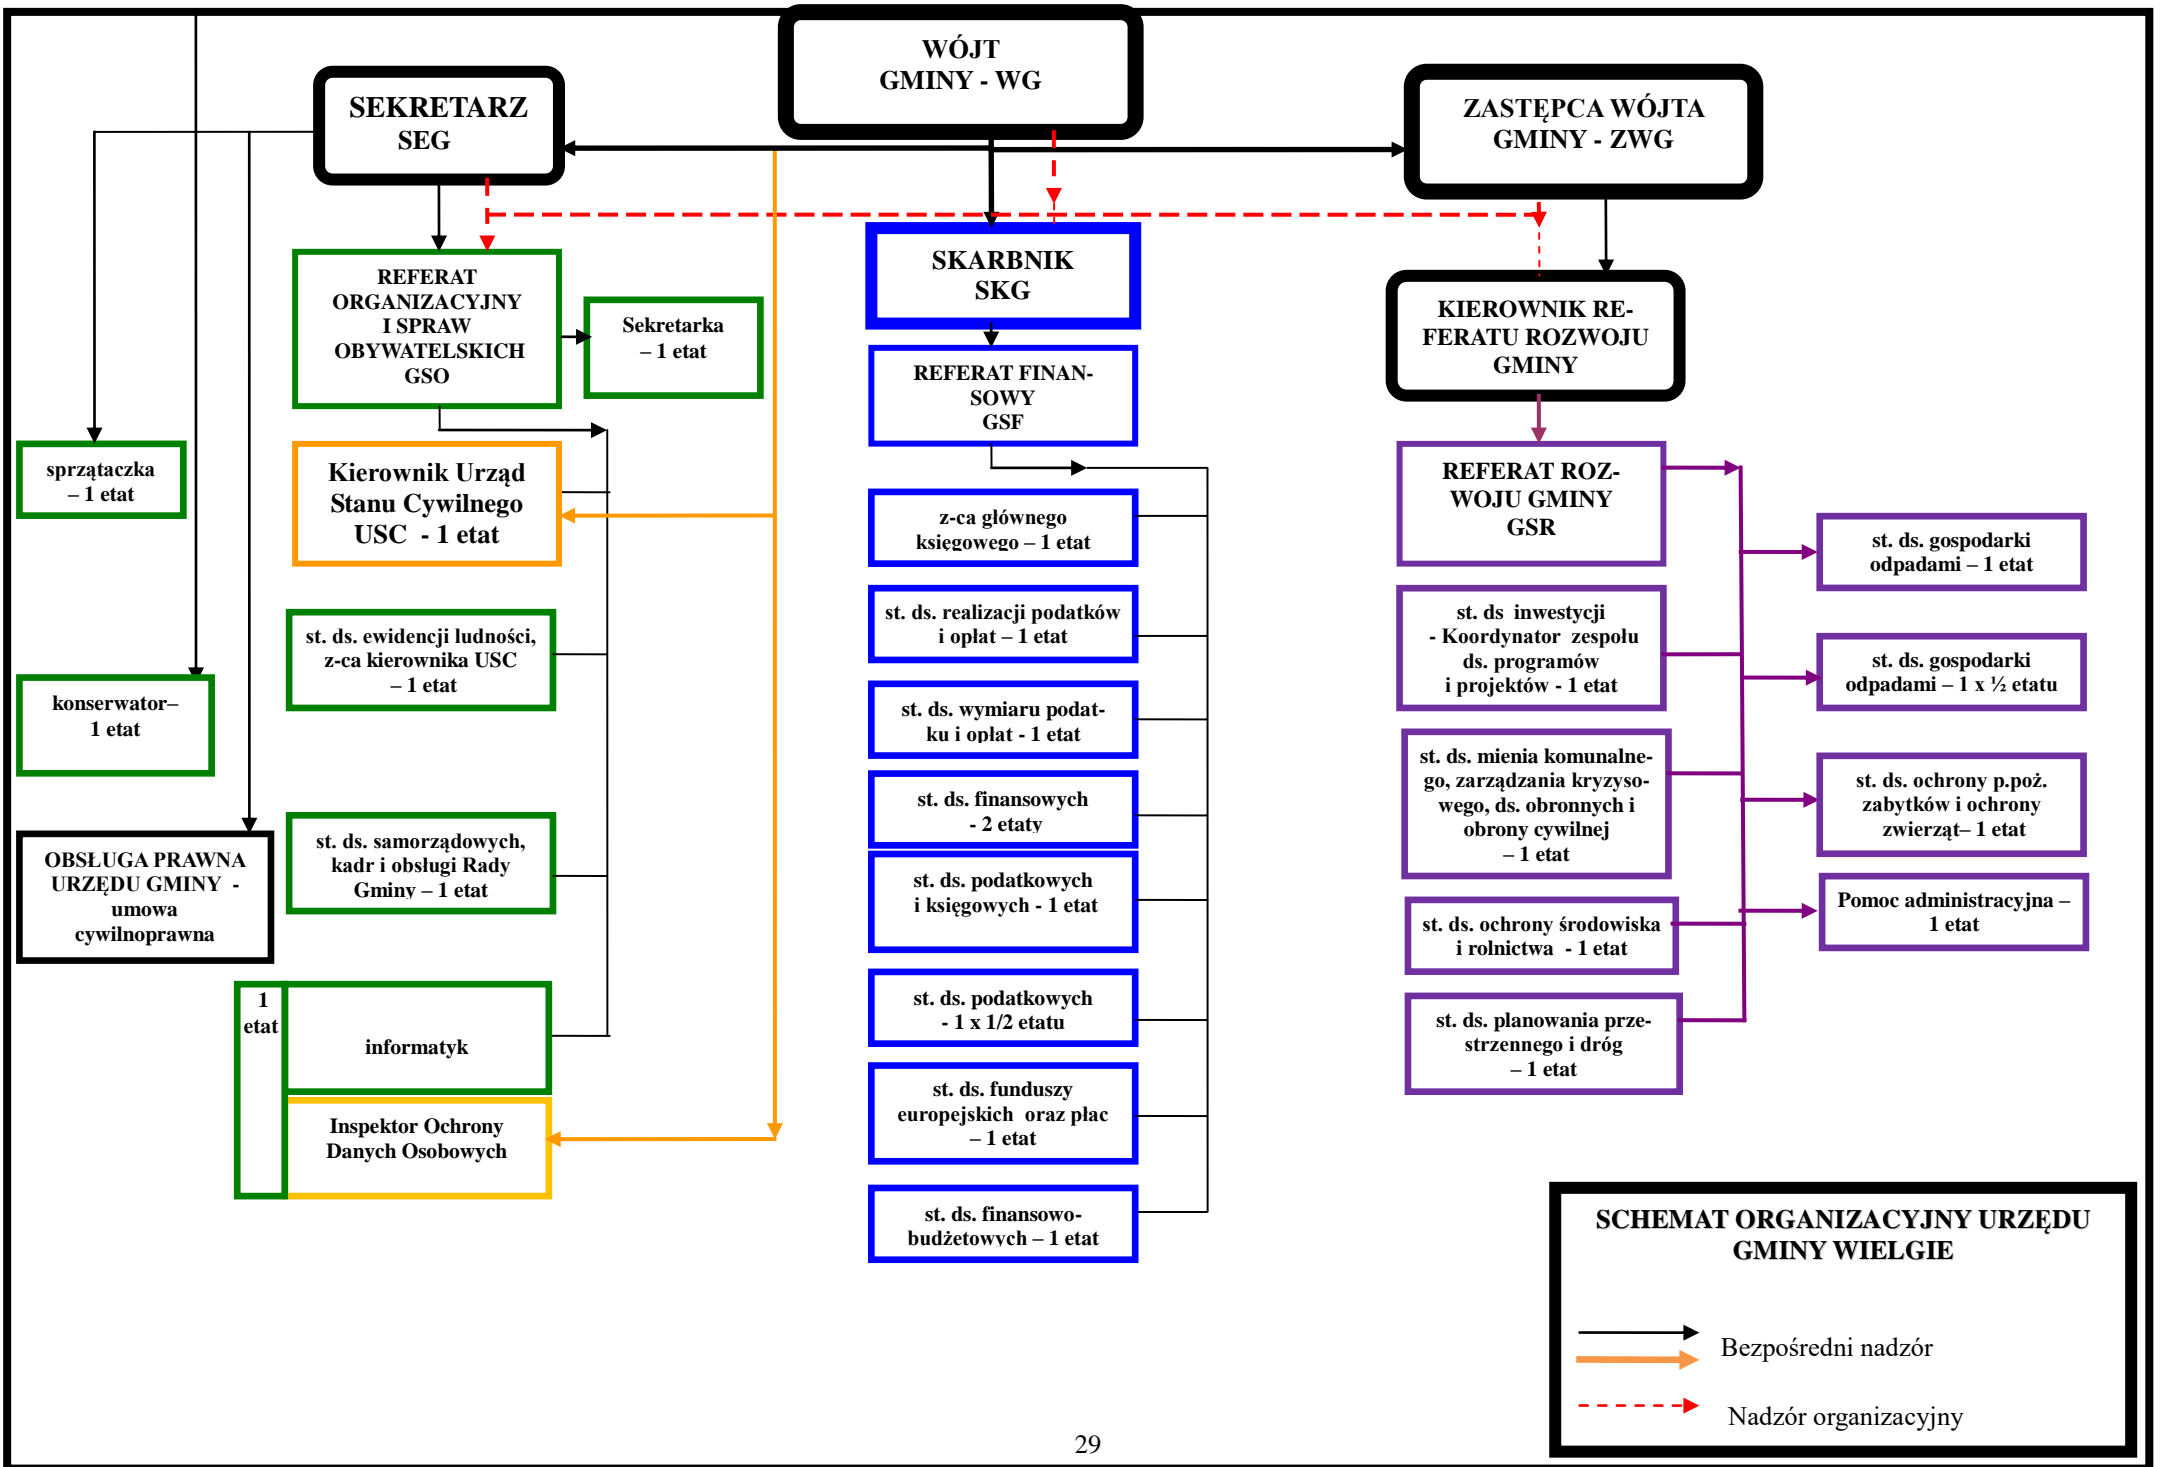 WÓJT
GMINY - WG
SEKRETARZ
SEG
ZASTĘPCA WÓJTA
GMINY - ZWG
REFERAT
ORGANIZACYJNY
I SPRAW
OBYWATELSKICH
GSO
Sekretarka
– 1 etat
SKARBNIK
SKG
KIEROWNIK RE-
FERATU ROZWOJU
GMINY
REFERAT FINAN-
SOWY
GSF
sprzątaczka
– 1 etat
Kierownik Urząd
Stanu Cywilnego
USC - 1 etat
st. ds. ewidencji ludności,
z-ca kierownika USC
– 1 etat
konserwator–
1 etat
st. ds. samorządowych,
kadr i obsługi Rady
Gminy – 1 etat
OBSŁUGA PRAWNA
URZĘDU GMINY -
umowa
cywilnoprawna
1
etat
informatyk
Inspektor Ochrony
Danych Osobowych
z-ca głównego
księgowego – 1 etat
st. ds. realizacji podatków
i opłat – 1 etat
st. ds. wymiaru podat-
ku i opłat - 1 etat
st. ds. finansowych
- 2 etaty
st. ds. podatkowych
i księgowych - 1 etat
st. ds. podatkowych
- 1 x 1/2 etatu
st. ds. funduszy
europejskich oraz płac
– 1 etat
st. ds. finansowo-
budżetowych – 1 etat
REFERAT ROZ-
WOJU GMINY
GSR
st. ds inwestycji
- Koordynator zespołu
ds. programów
i projektów - 1 etat
st. ds. mienia komunalne-
go, zarządzania kryzyso-
wego, ds. obronnych i
obrony cywilnej
– 1 etat
st. ds. ochrony środowiska
i rolnictwa - 1 etat
st. ds. planowania prze-
strzennego i dróg
– 1 etat
st. ds. gospodarki
odpadami – 1 etat
st. ds. gospodarki
odpadami – 1 x ½ etatu
st. ds. ochrony p.poż.
zabytków i ochrony
zwierząt– 1 etat
Pomoc administracyjna –
1 etat
SCHEMAT ORGANIZACYJNY URZĘDU
GMINY WIELGIE
Bezpośredni nadzór
Nadzór organizacyjny
29